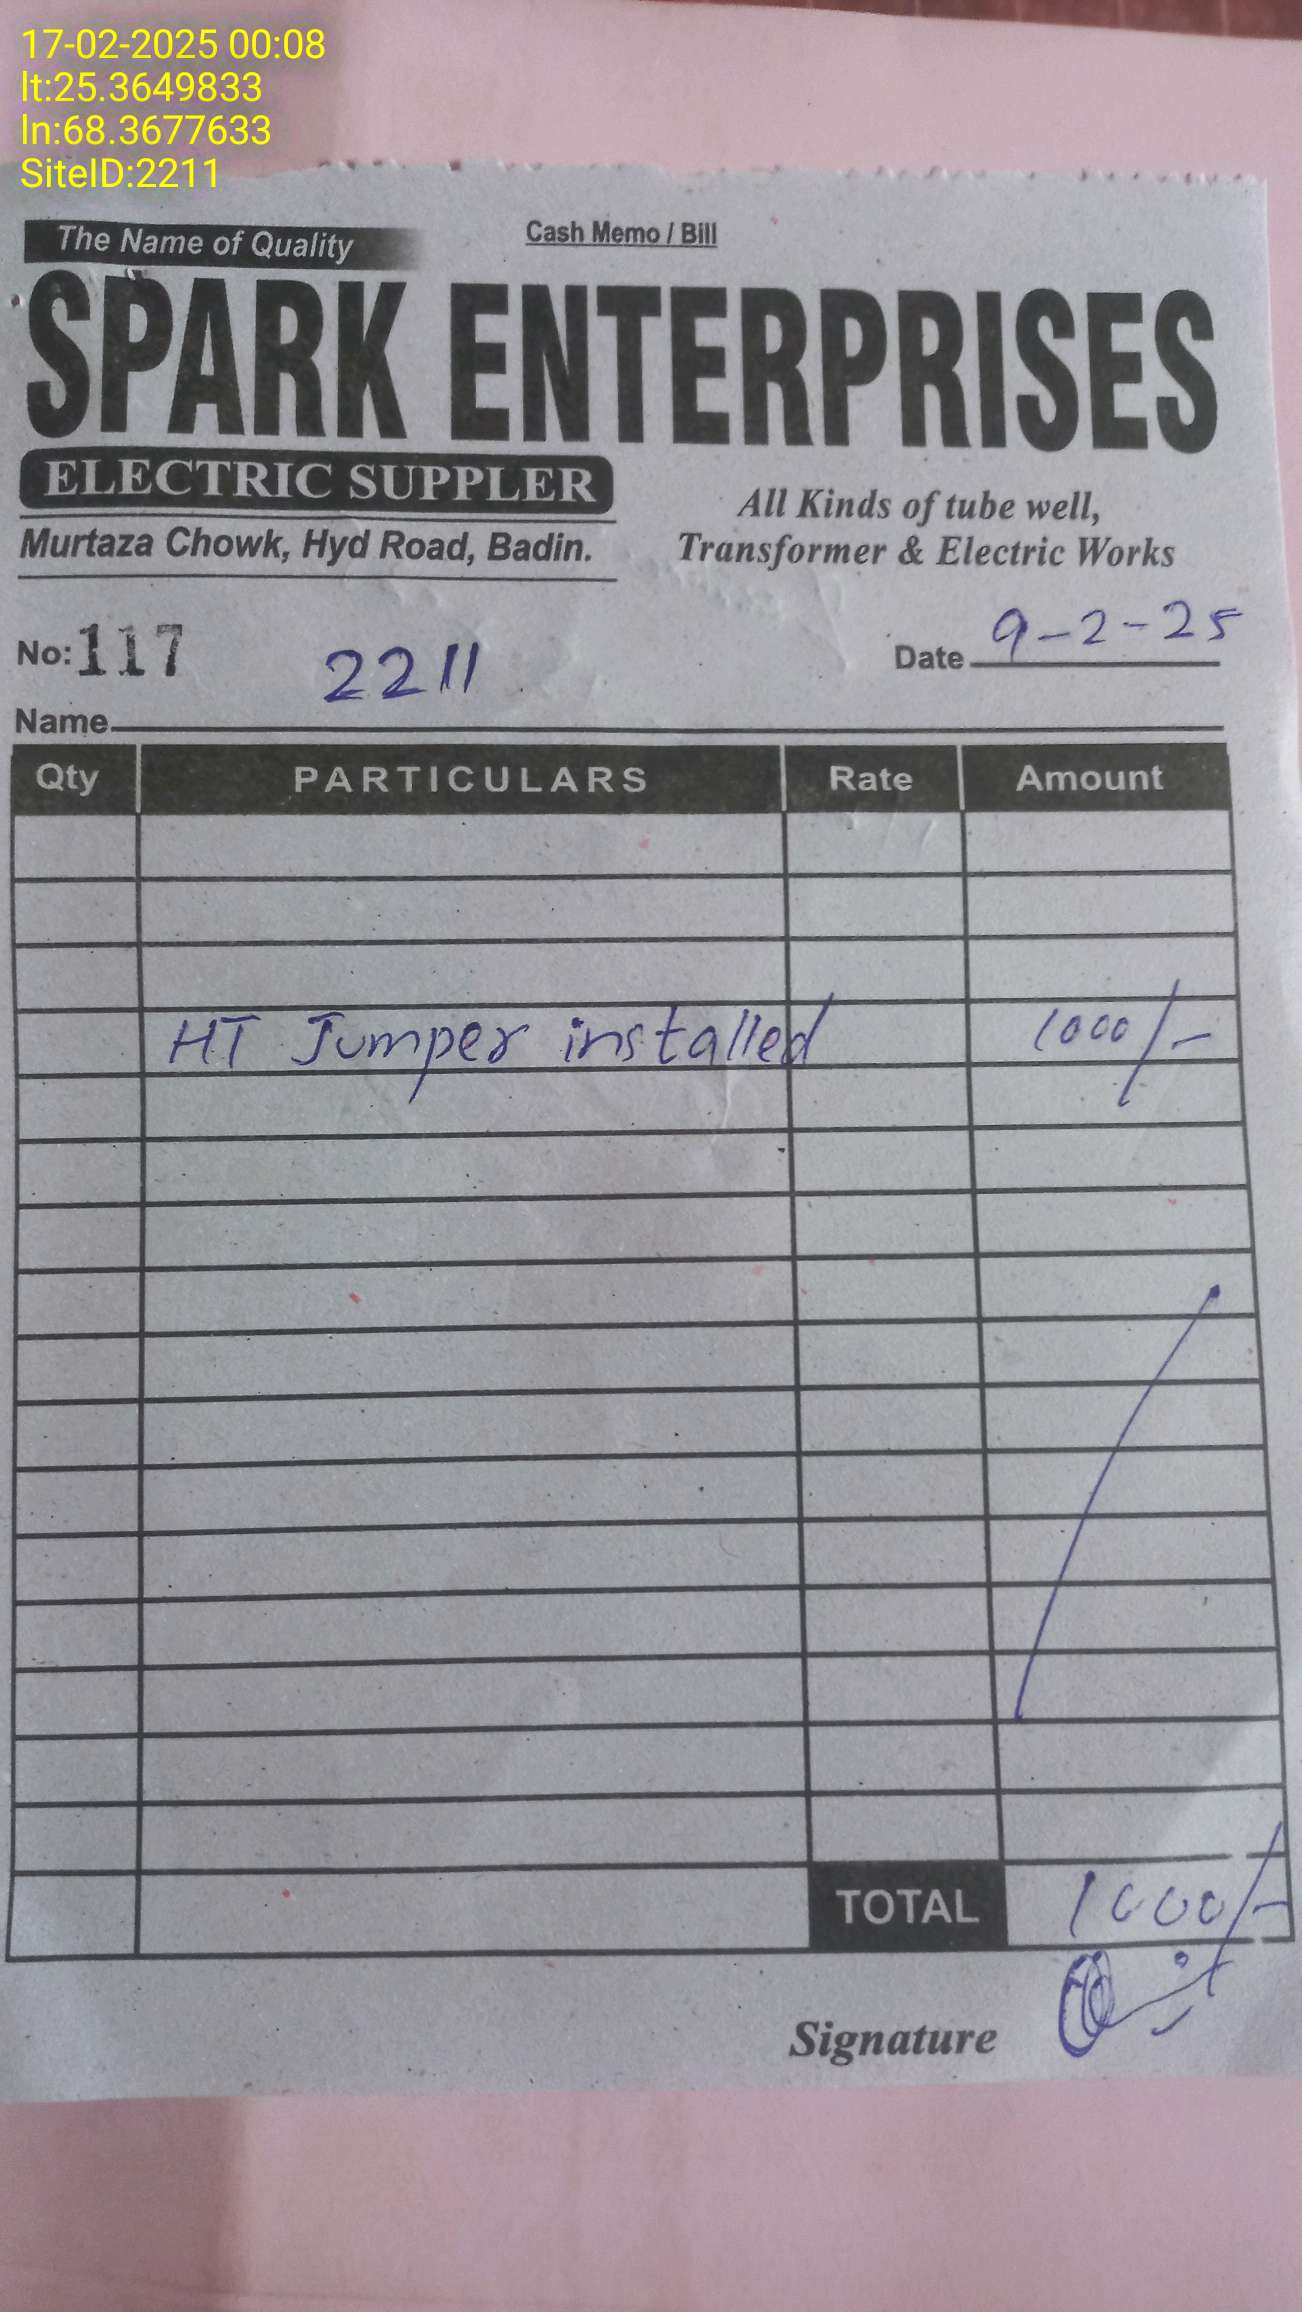 17-02-2025 00:08
lt:25.3649833
ln:68.3677633
SiteID:2211
The Name of Quality
Cash Memo / Bill
SPARK ENTERPRISES
ELECTRIC SUPPLER
Murtaza Chowk, Hyd Road, Badin.
All Kinds of tube well,
Transformer & Electric Works
No: 117
2211
Date 9-2-25
Name
Qty PARTICULARS Rate Amount
HT Jumper installed 1000/-
TOTAL 1000/-
Signature